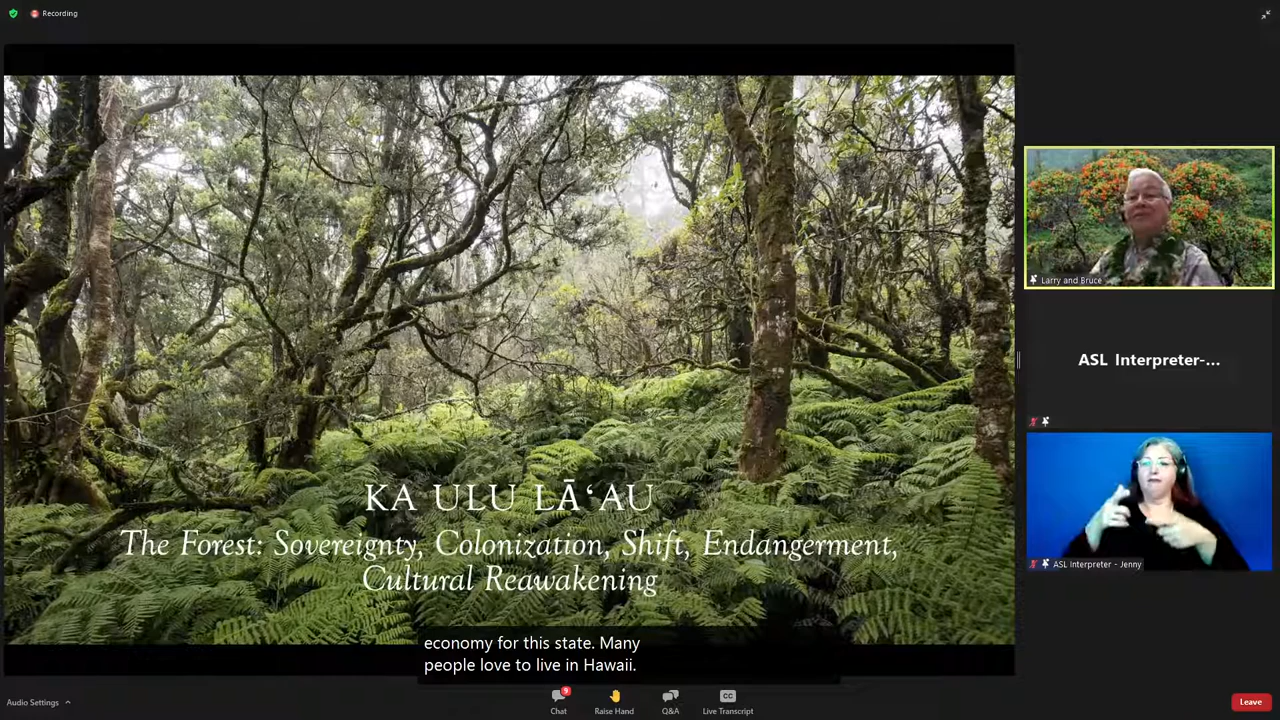 Recording
KA ULU LĀʻAU
The Forest: Sovereignty, Colonization, Shift, Endangerment,
Cultural Reawakening
economy for this state. Many
people love to live in Hawaii.
Larry and Bruce
ASL Interpreter-...
ASL Interpreter - Jenny
Audio Settings
9
Chat
Raise Hand
Q&A
CC
Live Transcript
Leave